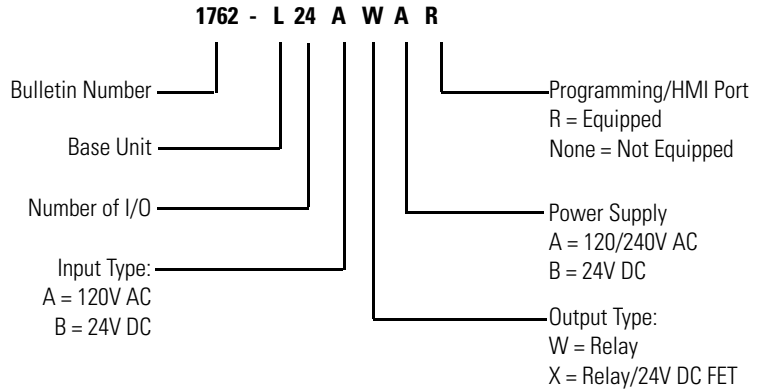 1762 - L 24 A W A R
Bulletin Number
Base Unit
Number of I/O
Input Type:
A = 120V AC
B = 24V DC
Programming/HMI Port
R = Equipped
None = Not Equipped
Power Supply
A = 120/240V AC
B = 24V DC
Output Type:
W = Relay
X = Relay/24V DC FET